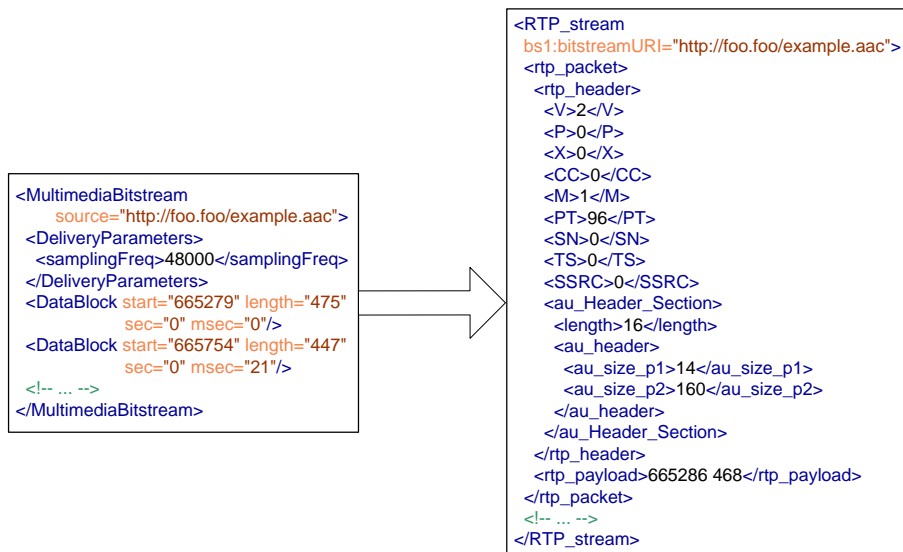 <MultimediaBitstream
source="http://foo.foo/example.aac">
<DeliveryParameters>
<samplingFreq>48000</samplingFreq>
</DeliveryParameters>
<DataBlock start="665279" length="475"
sec="0" msec="0"/>
<DataBlock start="665754" length="447"
sec="0" msec="21"/>
<!-- ... -->
</MultimediaBitstream>
<RTP_stream
bs1:bitstreamURI="http://foo.foo/example.aac">
<rtp_packet>
<rtp_header>
<V>2</V>
<P>0</P>
<X>0</X>
<CC>0</CC>
<M>1</M>
<PT>96</PT>
<SN>0</SN>
<TS>0</TS>
<SSRC>0</SSRC>
<au_Header_Section>
<length>16</length>
<au_header>
<au_size_p1>14</au_size_p1>
<au_size_p2>160</au_size_p2>
</au_header>
</au_Header_Section>
</rtp_header>
<rtp_payload>665286 468</rtp_payload>
</rtp_packet>
<!-- ... -->
</RTP_stream>